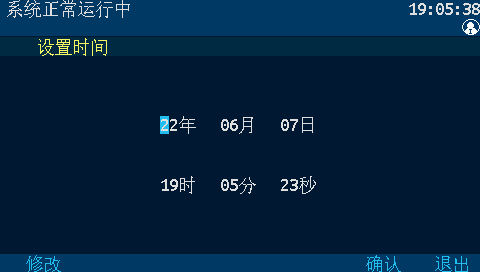 系统正常运行中 19:05:38
设置时间
22年 06月 07日
19时 05分 23秒
修改 确认 退出